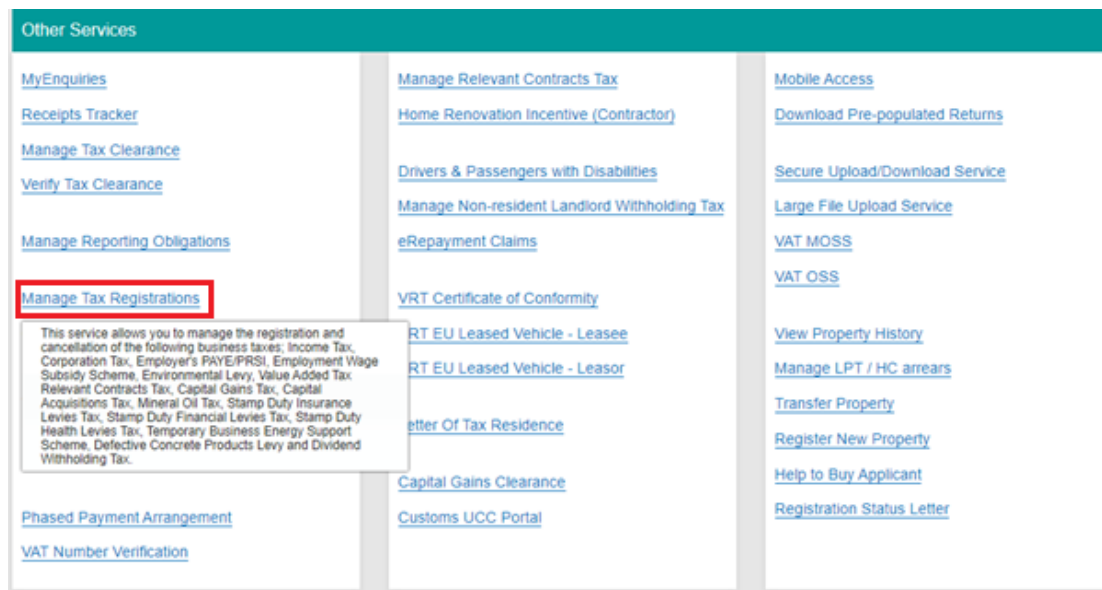 Other Services
MyEnquiries
Receipts Tracker
Manage Tax Clearance
Verify Tax Clearance
Manage Reporting Obligations
Manage Tax Registrations
This service allows you to manage the registration and
cancellation of the following business taxes; Income Tax,
Corporation Tax, Employer's PAYE/PRSI, Employment Wage
Subsidy Scheme, Environmental Levy, Value Added Tax
Relevant Contracts Tax, Capital Gains Tax, Capital
Acquisitions Tax, Mineral Oil Tax, Stamp Duty Insurance
Levies Tax, Stamp Duty Financial Levies Tax, Stamp Duty
Health Levies Tax, Temporary Business Energy Support
Scheme, Defective Concrete Products Levy and Dividend
Withholding Tax.
Phased Payment Arrangement
VAT Number Verification
Manage Relevant Contracts Tax
Home Renovation Incentive (Contractor)
Drivers & Passengers with Disabilities
Manage Non-resident Landlord Withholding Tax
eRepayment Claims
VRT Certificate of Conformity
RT EU Leased Vehicle - Leasee
RT EU Leased Vehicle - Leasor
etter Of Tax Residence
Capital Gains Clearance
Customs UCC Portal
Mobile Access
Download Pre-populated Returns
Secure Upload/Download Service
Large File Upload Service
VAT MOSS
VAT OSS
View Property History
Manage LPT / HC arrears
Transfer Property
Register New Property
Help to Buy Applicant
Registration Status Letter